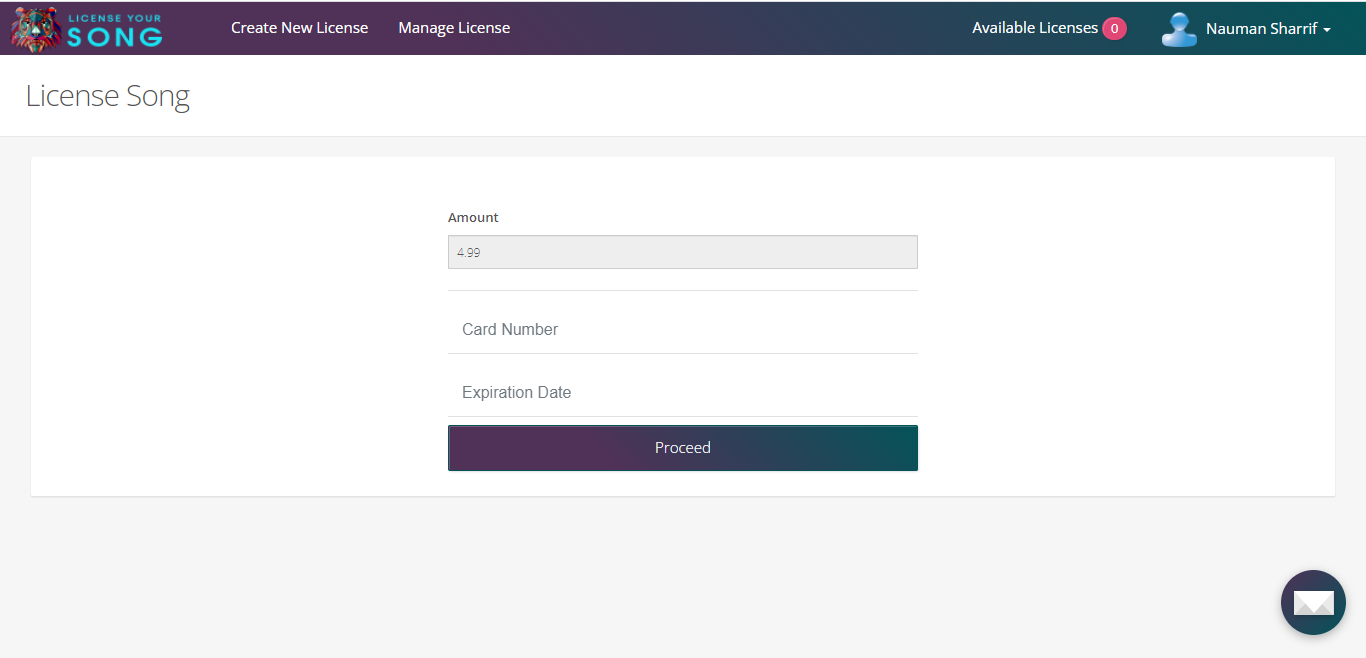 LICENSE YOUR
SONG
Create New License
Manage License
Available Licenses 0
Nauman Sharrif
License Song
Amount
4.99
Card Number
Expiration Date
Proceed